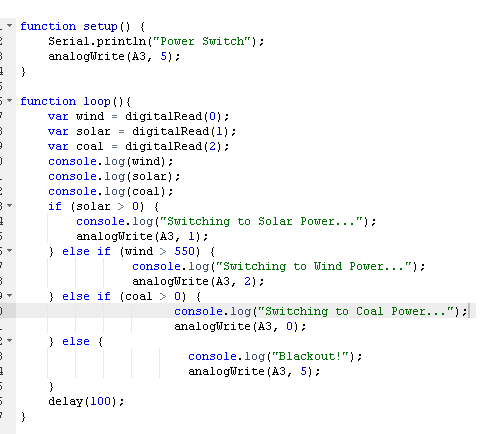 function setup() {
    Serial.println("Power Switch");
    analogWrite(A3, 5);
}
function loop(){
    var wind = digitalRead(0);
    var solar = digitalRead(1);
    var coal = digitalRead(2);
    console.log(wind);
    console.log(solar);
    console.log(coal);
    if (solar > 0) {
        console.log("Switching to Solar Power...");
        analogWrite(A3, 1);
    } else if (wind > 550) {
                console.log("Switching to Wind Power...");
                analogWrite(A3, 2);
    } else if (coal > 0) {
                      console.log("Switching to Coal Power...");
                      analogWrite(A3, 0);
    } else {
                        console.log("Blackout!");
                        analogWrite(A3, 5);
    }
    delay(100);
}